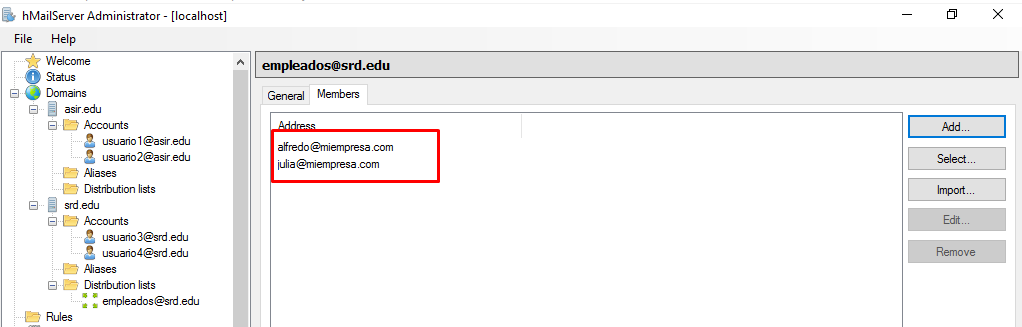 hMailServer Administrator - [localhost]
File Help
Welcome
Status
Domains
asir.edu
Accounts
usuario1@asir.edu
usuario2@asir.edu
Aliases
Distribution lists
srd.edu
Accounts
usuario3@srd.edu
usuario4@srd.edu
Aliases
Distribution lists
empleados@srd.edu
Rules
empleados@srd.edu
General Members
Address
alfredo@miempresa.com
julia@miempresa.com
Add...
Select...
Import...
Edit...
Remove